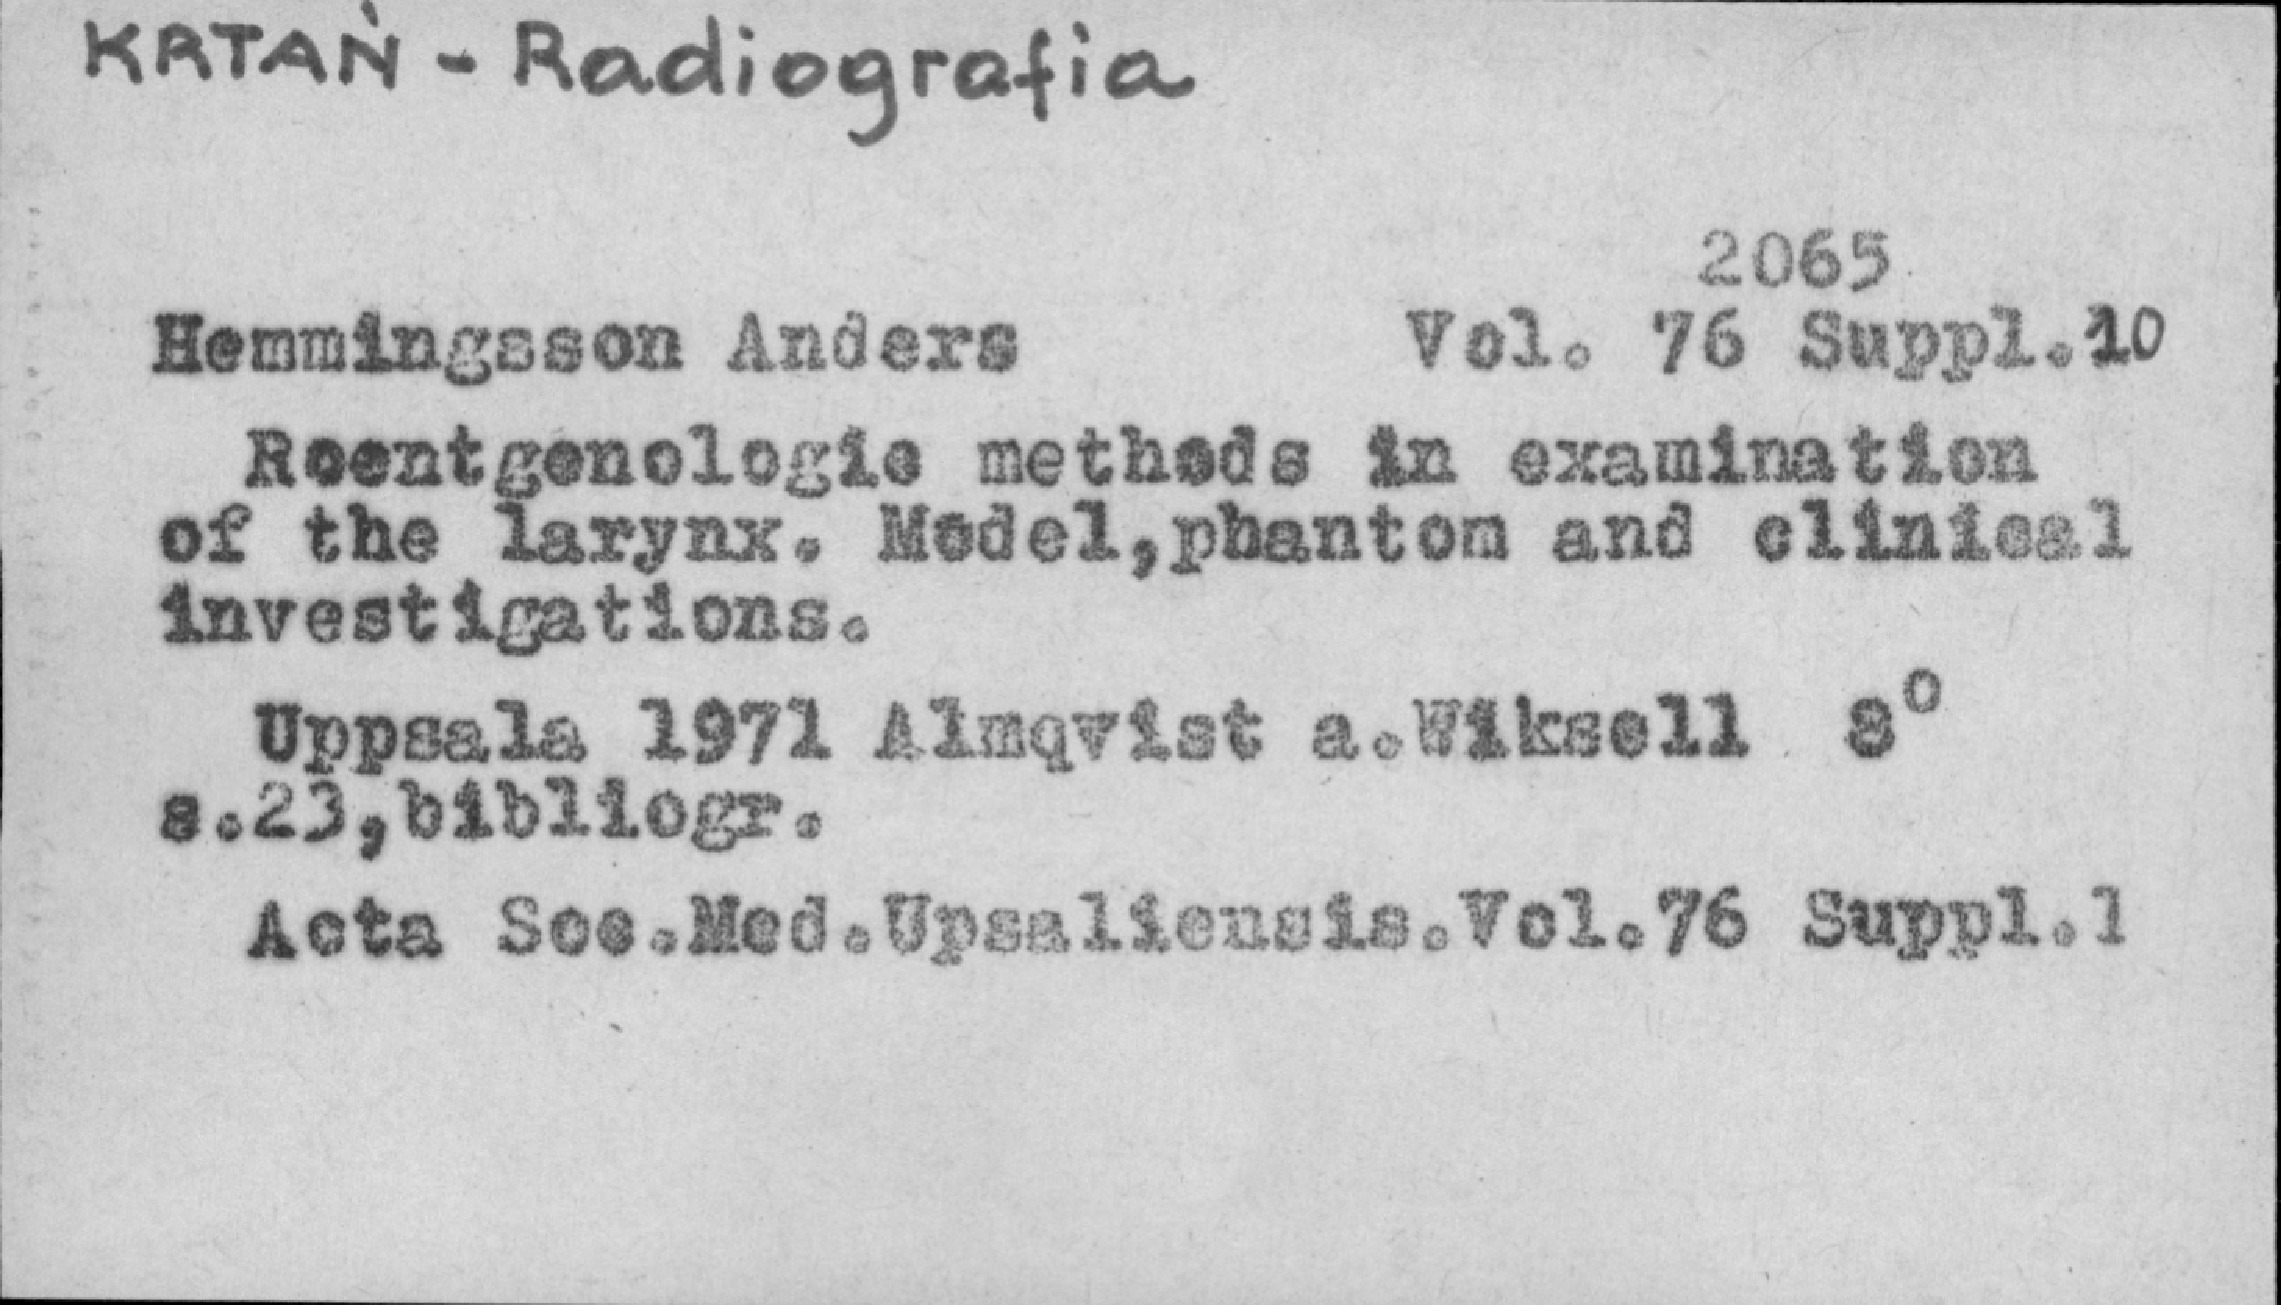 KRTAŃ - Radiografia
2065
Hemmingsson Anders Vol. 76 Suppl.10
Roentgenologic methods in examination
of the larynx. Model,phantom and clinical
investigations.
Uppsala 1971 Almqvist a.Wiksell 8°
s.23,bibliogr.
Acta Soc.Med.Upsaliensis.Vol.76 Suppl.1